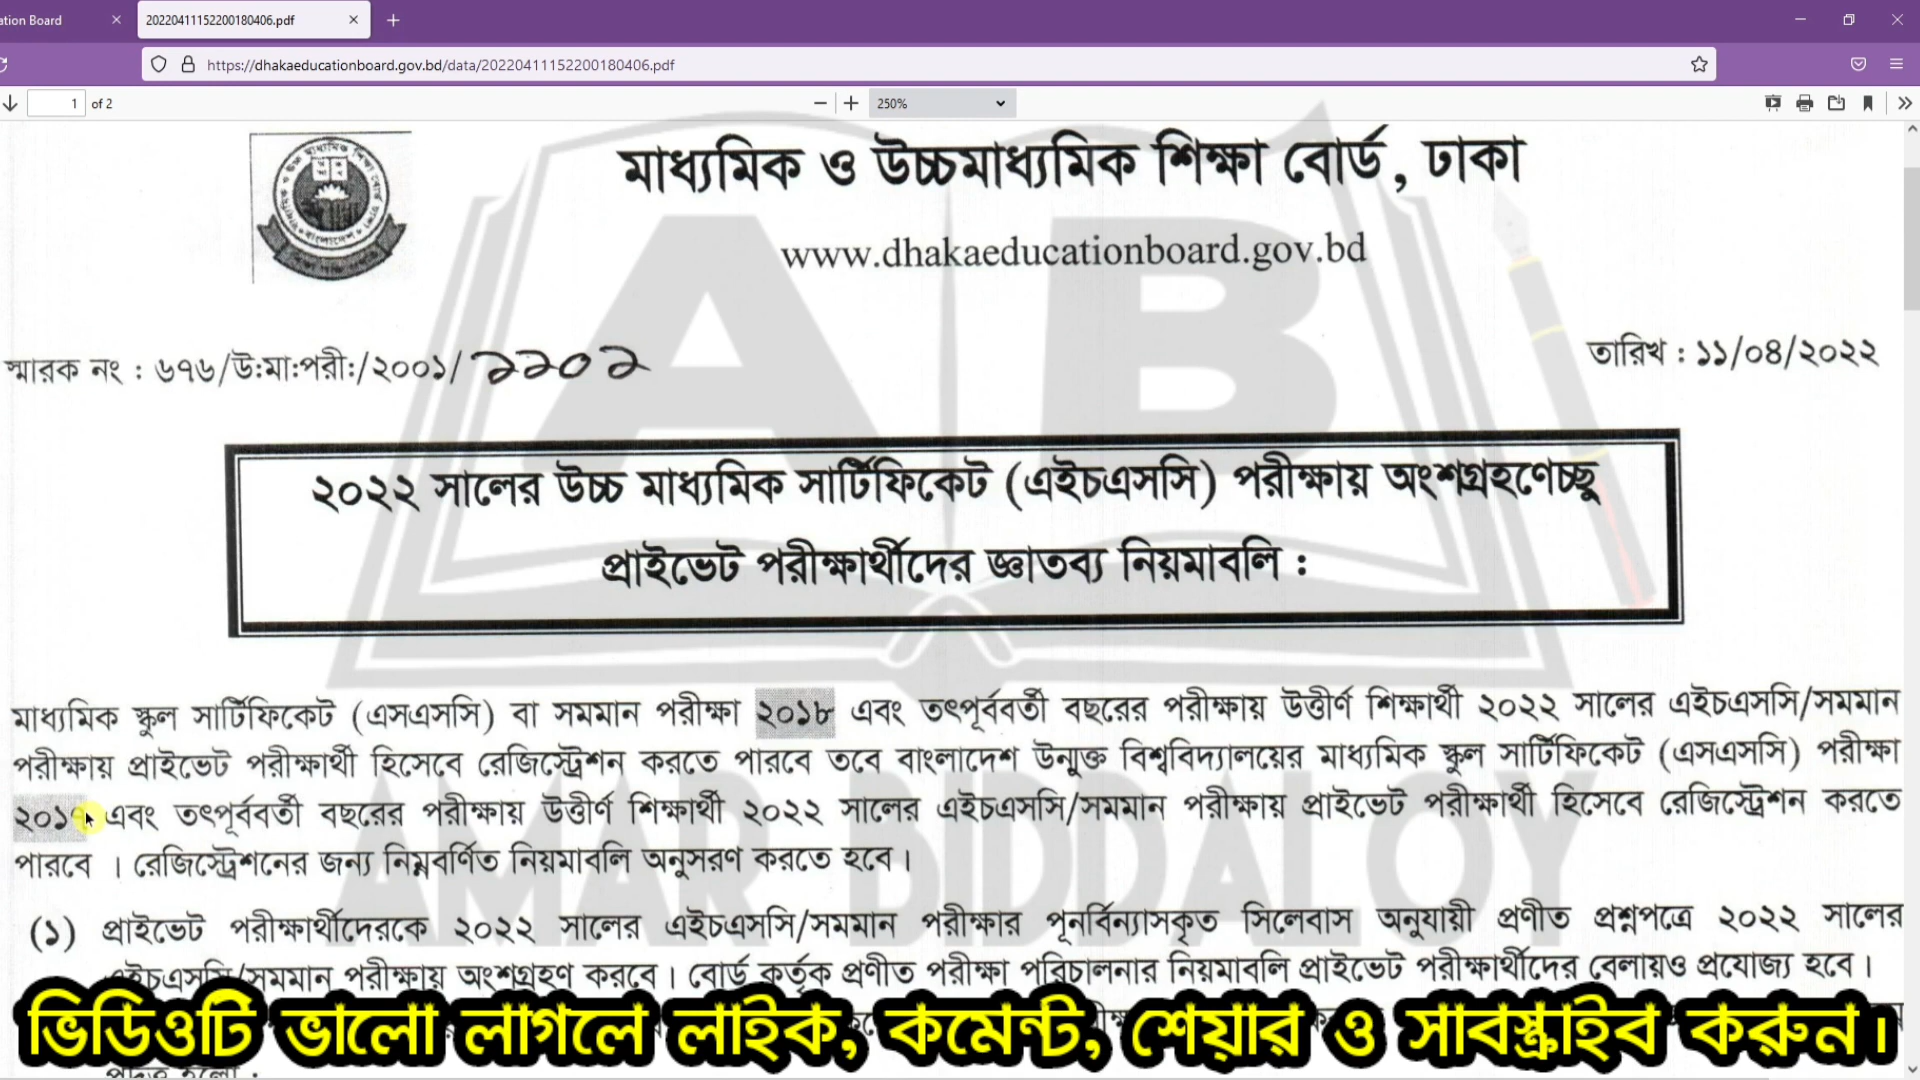 ation Board
20220411152200180406.pdf
https://dhakaeducationboard.gov.bd/data/20220411152200180406.pdf
1 of 2
250%
মাধ্যমিক ও উচ্চমাধ্যমিক শিক্ষা বোর্ড, ঢাকা
www.dhakaeducationboard.gov.bd
স্মারক নং : ৬৭৬/উ:মা:পরী:/২০০১/ ১১০১
তারিখ : ১১/০৪/২০২২
২০২২ সালের উচ্চ মাধ্যমিক সার্টিফিকেট (এইচএসসি) পরীক্ষায় অংশগ্রহণেচ্ছু
প্রাইভেট পরীক্ষার্থীদের জ্ঞাতব্য নিয়মাবলি :
মাধ্যমিক স্কুল সার্টিফিকেট (এসএসসি) বা সমমান পরীক্ষা ২০১৮ এবং তৎপূর্ববর্তী বছরের পরীক্ষায় উত্তীর্ণ শিক্ষার্থী ২০২২ সালের এইচএসসি/সমমান
পরীক্ষায় প্রাইভেট পরীক্ষার্থী হিসেবে রেজিস্ট্রেশন করতে পারবে তবে বাংলাদেশ উন্মুক্ত বিশ্ববিদ্যালয়ের মাধ্যমিক স্কুল সার্টিফিকেট (এসএসসি) পরীক্ষা
এবং তৎপূর্ববর্তী বছরের পরীক্ষায় উত্তীর্ণ শিক্ষার্থী ২০২২ সালের এইচএসসি/সমমান পরীক্ষায় প্রাইভেট পরীক্ষার্থী হিসেবে রেজিস্ট্রেশন করতে
পারবে । রেজিস্ট্রেশনের জন্য নিম্নবর্ণিত নিয়মাবলি অনুসরণ করতে হবে।
(১) প্রাইভেট পরীক্ষার্থীদেরকে ২০২২ সালের এইচএসসি/সমমান পরীক্ষার পূনর্বিন্যাসকৃত সিলেবাস অনুযায়ী প্রণীত প্রশ্নপত্রে ২০২২ সালের
এইচএসসি/সমমান পরীক্ষায় অংশগ্রহণ করবে। বোর্ড কর্তৃক প্রণীত পরীক্ষা পরিচালনার নিয়মাবলি প্রাইভেট পরীক্ষার্থীদের বেলায়ও প্রযোজ্য হবে।
AMAR BIDDALOY
ভিডিওটি ভালো লাগলে লাইক, কমেন্ট, শেয়ার ও সাবস্ক্রাইব করুন।